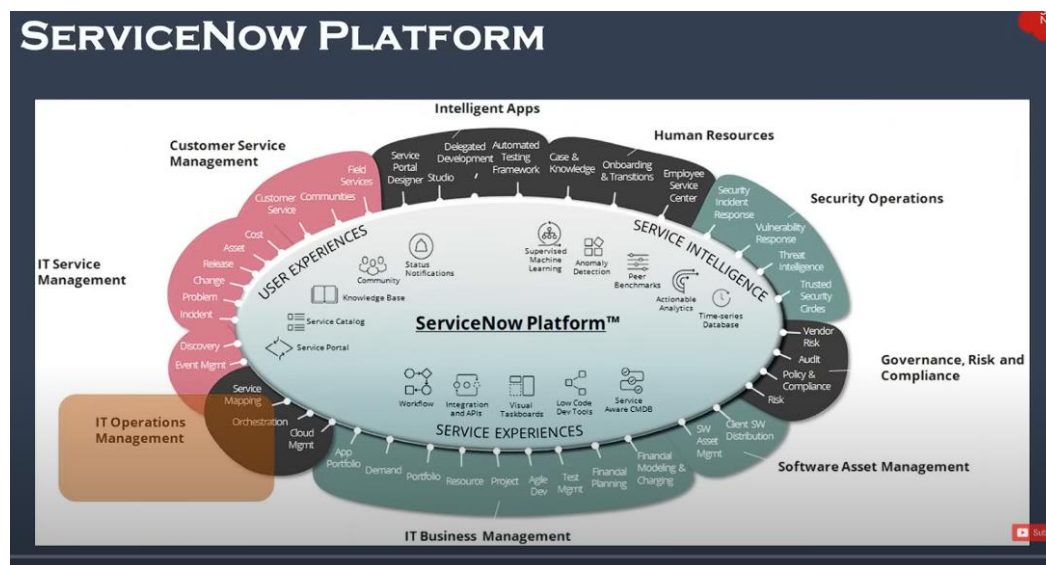 SERVICENOW PLATFORM
Intelligent Apps
Customer Service
Management
Human Resources
Security Operations
IT Service
Management
Governance, Risk and
Compliance
IT Operations
Management
Software Asset Management
IT Business Management
Field
Services
Communities
Customer
Service
Cost
Asset
Release
Change
Problem
Incident
Discovery
Event Mgmt
Service
Mapping
Orchestration
Cloud
Mgmt
Service
Portal
Designer
Studio
Delegated
Development
Automated
Testing
Framework
Case &
Knowledge
Onboarding
& Transitions
Employee
Service
Center
Security
Incident
Response
Vulnerability
Response
Threat
Intelligence
Trusted
Security
Circles
Vendor
Risk
Audit
Policy &
Compliance
Risk
Client SW
Distribution
SW
Asset
Mgmt
App
Portfolio
Demand
Portfolio
Resource
Project
Agile
Dev
Test
Mgmt
Financial
Planning
Financial
Modeling &
Charging
USER EXPERIENCES
Status
Notifications
Community
Knowledge Base
Service Catalog
Service Portal
SERVICE INTELLIGENCE
Supervised
Machine
Learning
Anomaly
Detection
Peer
Benchmarks
Actionable
Analytics
Time-series
Database
ServiceNow Platform™
Workflow
Integration
and APIs
Visual
Taskboards
Low Code
Dev Tools
Service
Aware CMDB
SERVICE EXPERIENCES